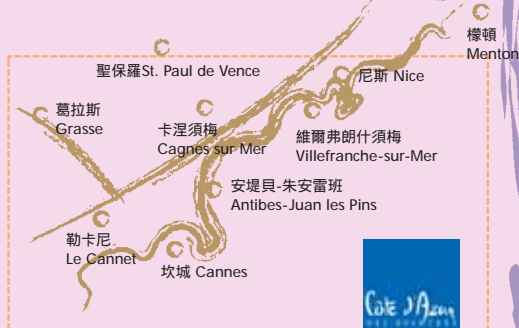 檬頓
Menton
聖保羅St. Paul de Vence
尼斯 Nice
葛拉斯
Grasse
卡涅須梅
Cagnes sur Mer
維爾弗朗什須梅
Villefranche-sur-Mer
安堤貝-朱安雷班
Antibes-Juan les Pins
勒卡尼
Le Cannet
坎城 Cannes
Côte d'Azur